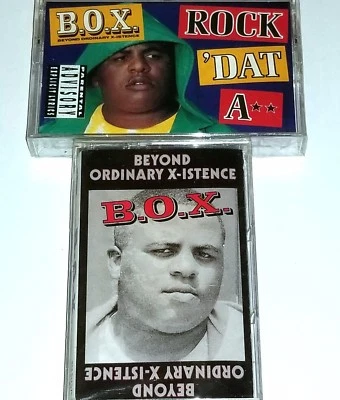 B.O.X.
BEYOND ORDINARY X-ISTENCE
ROCK
'DAT
A**
PARENTAL
ADVISORY
EXPLICIT LYRICS
BEYOND
ORDINARY X-ISTENCE
B.O.X.
BEYOND
ORDINARY X-ISTENCE